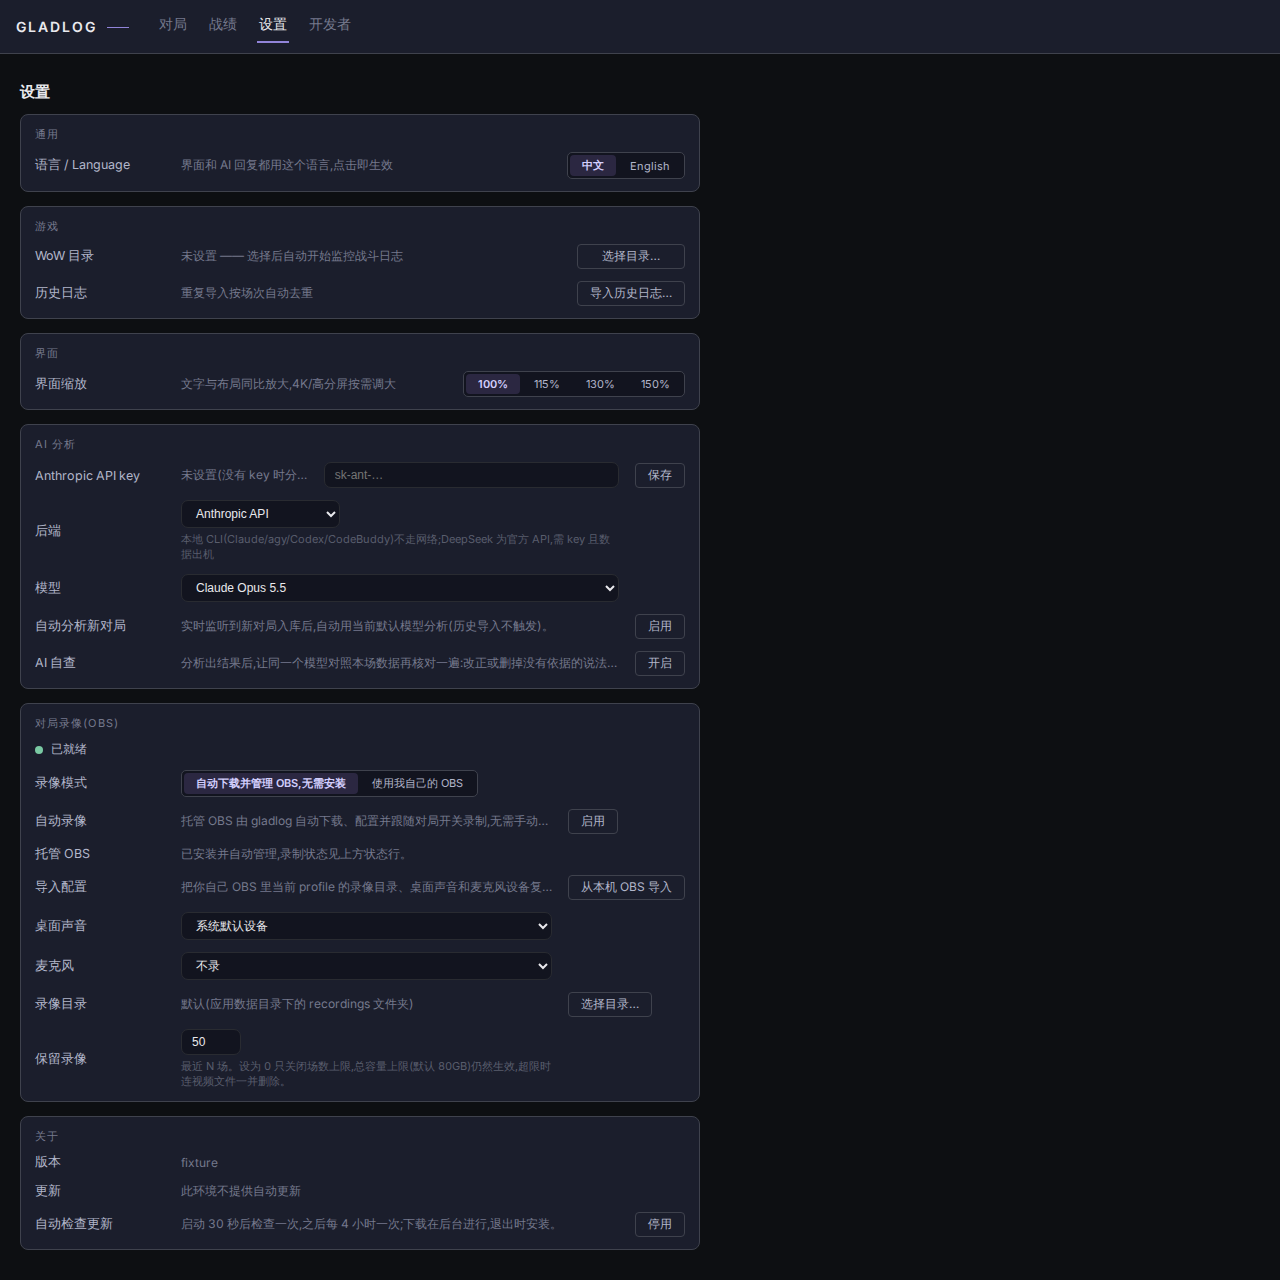 GLADLOG —— 对局 战绩 设置 开发者
设置
通用
语言 / Language 界面和 AI 回复都用这个语言,点击即生效 中文 English
游戏
WoW 目录 未设置 —— 选择后自动开始监控战斗日志 选择目录...
历史日志 重复导入按场次自动去重 导入历史日志...
界面
界面缩放 文字与布局同比放大,4K/高分屏按需调大 100% 115% 130% 150%
AI 分析
Anthropic API key 未设置(没有 key 时分... sk-ant-... 保存
后端 Anthropic API
本地 CLI(Claude/agy/Codex/CodeBuddy)不走网络;DeepSeek 为官方 API,需 key 且数
据出机
模型 Claude Opus 5.5
自动分析新对局 实时监听到新对局入库后,自动用当前默认模型分析(历史导入不触发)。 启用
AI 自查 分析出结果后,让同一个模型对照本场数据再核对一遍:改正或删掉没有依据的说法... 开启
对局录像(OBS)
已就绪
录像模式 自动下载并管理 OBS,无需安装 使用我自己的 OBS
自动录像 托管 OBS 由 gladlog 自动下载、配置并跟随对局开关录制,无需手动... 启用
托管 OBS 已安装并自动管理,录制状态见上方状态行。
导入配置 把你自己 OBS 里当前 profile 的录像目录、桌面声音和麦克风设备复... 从本机 OBS 导入
桌面声音 系统默认设备
麦克风 不录
录像目录 默认(应用数据目录下的 recordings 文件夹) 选择目录...
保留录像 50
最近 N 场。设为 0 只关闭场数上限,总容量上限(默认 80GB)仍然生效,超限时
连视频文件一并删除。
关于
版本 fixture
更新 此环境不提供自动更新
自动检查更新 启动 30 秒后检查一次,之后每 4 小时一次;下载在后台进行,退出时安装。 停用